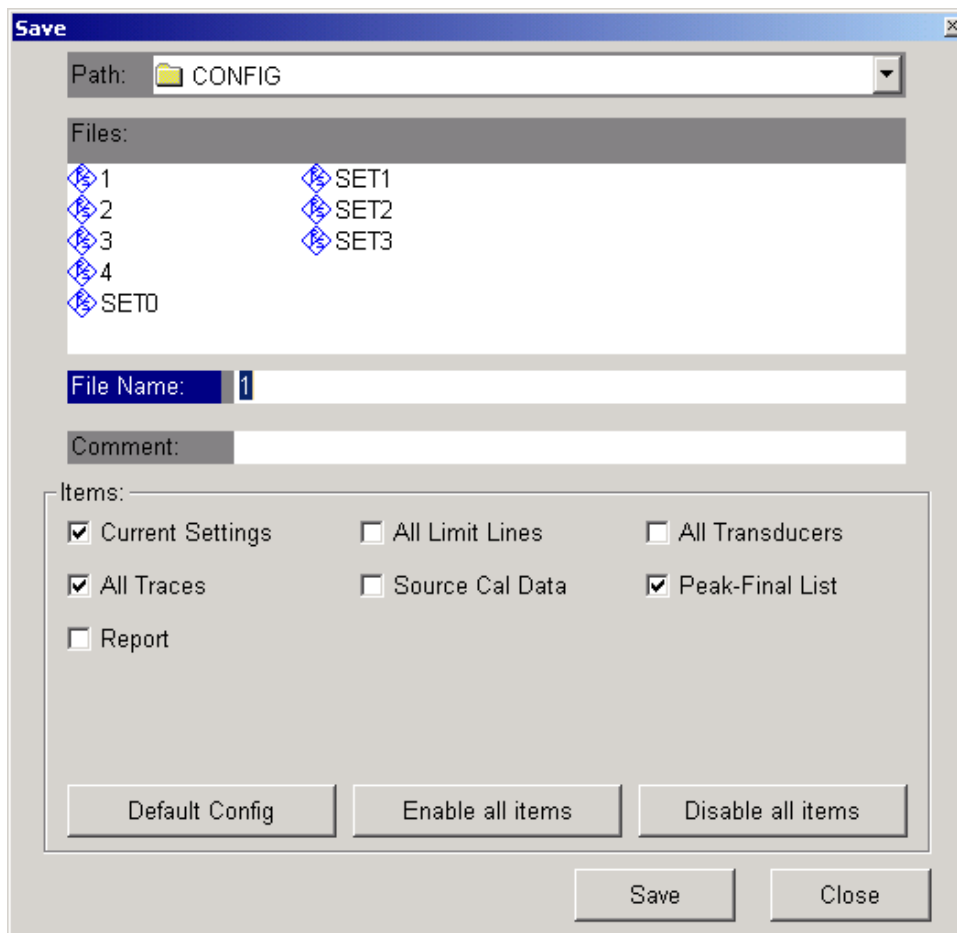 Save
Path: CONFIG
Files:
1 SET1
2 SET2
3 SET3
4
SET0
File Name: 1
Comment:
Items:
Current Settings All Limit Lines All Transducers
All Traces Source Cal Data Peak-Final List
Report
Default Config Enable all items Disable all items
Save Close